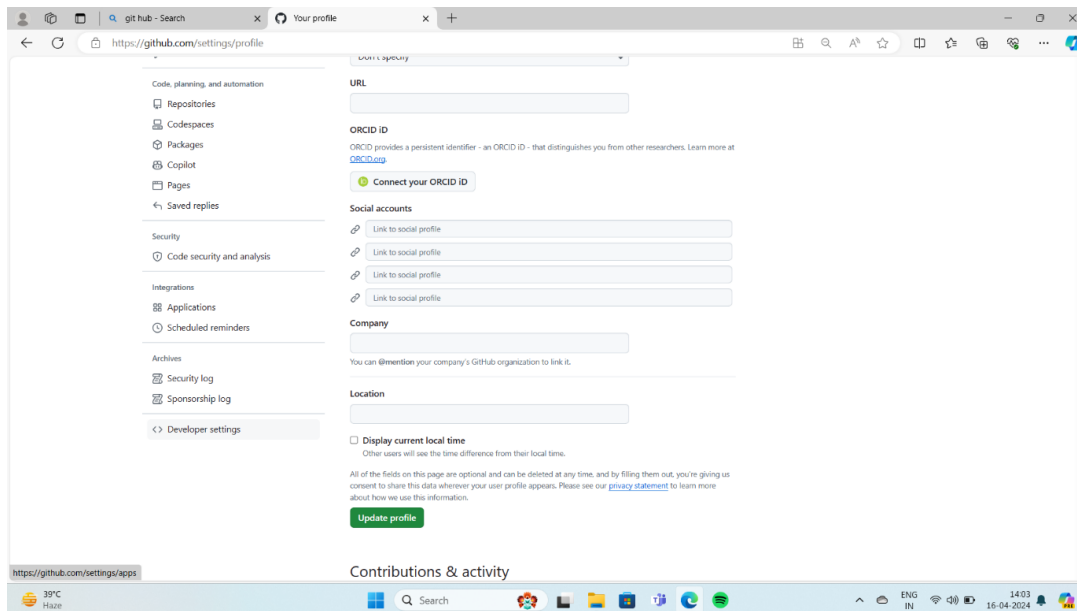 git hub - Search
Your profile
https://github.com/settings/profile
Don't specify
Code, planning, and automation
Repositories
Codespaces
Packages
Copilot
Pages
Saved replies
Security
Code security and analysis
Integrations
Applications
Scheduled reminders
Archives
Security log
Sponsorship log
Developer settings
URL
ORCID iD
ORCID provides a persistent identifier - an ORCID iD - that distinguishes you from other researchers. Learn more at
ORCID.org.
Connect your ORCID iD
Social accounts
Link to social profile
Link to social profile
Link to social profile
Link to social profile
Company
You can @mention your company's GitHub organization to link it.
Location
Display current local time
Other users will see the time difference from their local time.
All of the fields on this page are optional and can be deleted at any time, and by filling them out, you're giving us
consent to share this data wherever your user profile appears. Please see our privacy statement to learn more
about how we use this information.
Update profile
Contributions & activity
https://github.com/settings/apps
39°C
Haze
Search
ENG
IN
14:03
16-04-2024